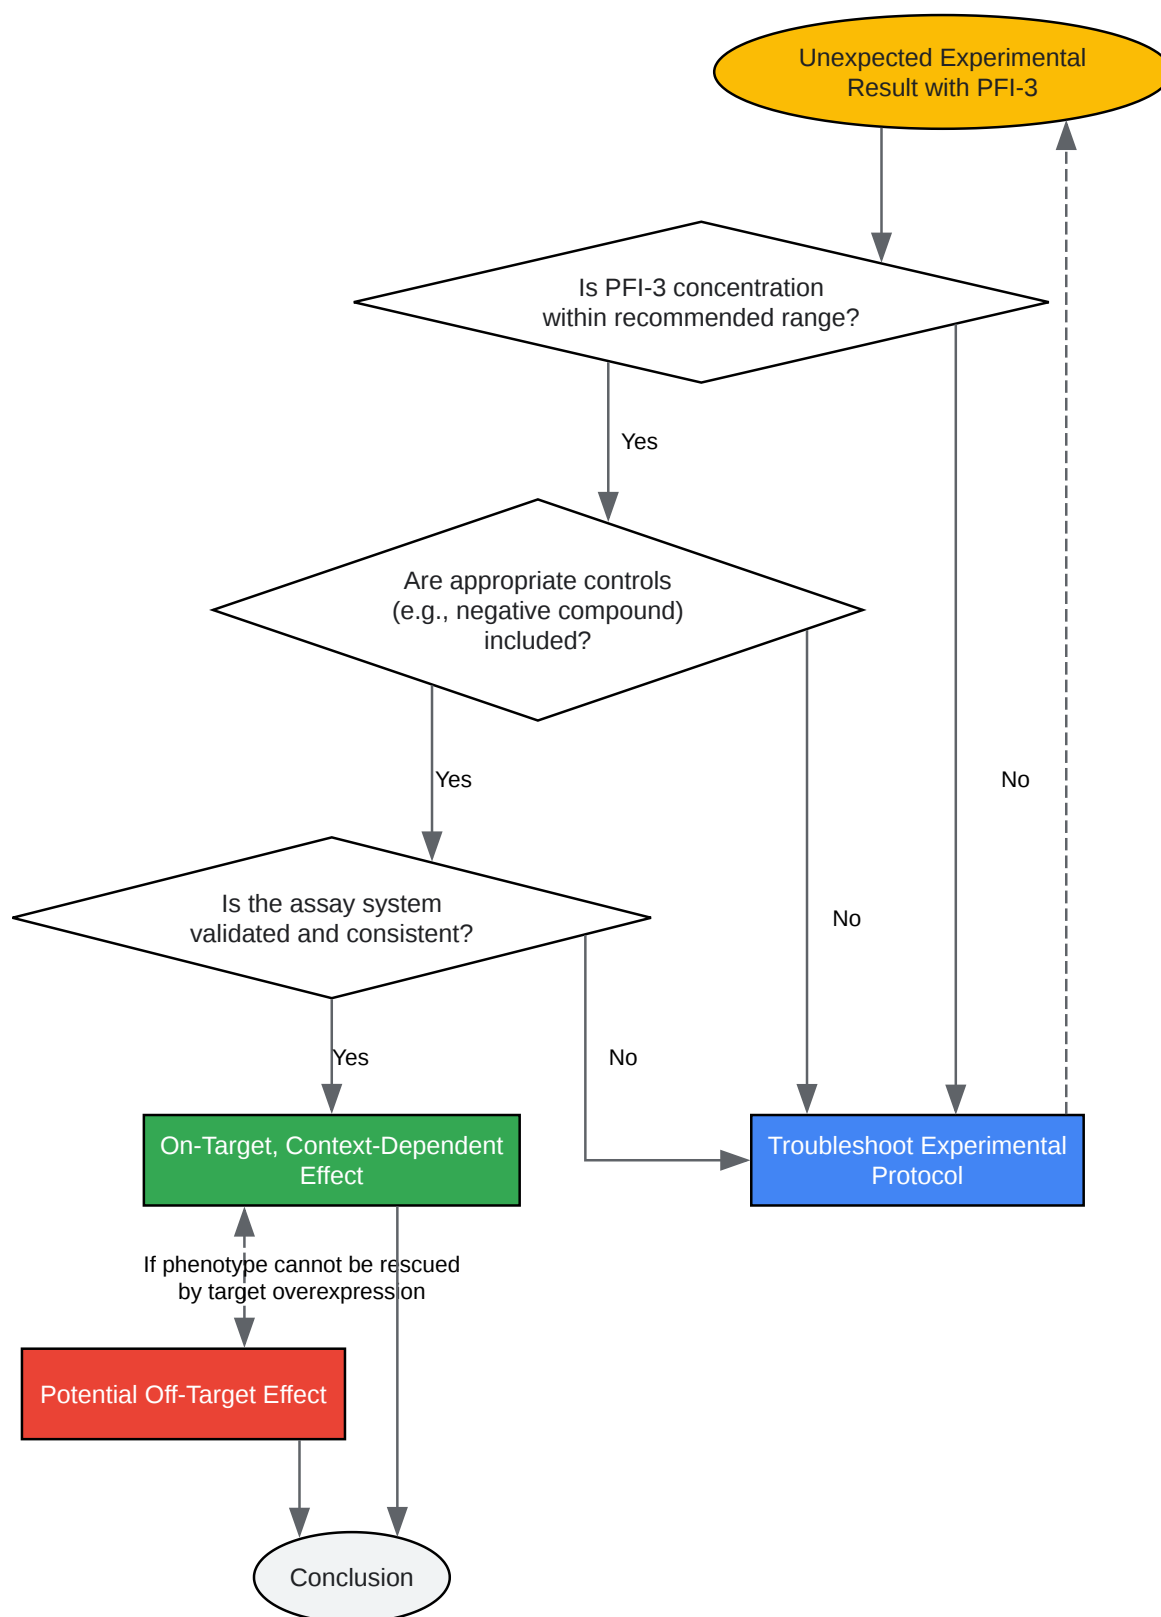 Unexpected Experimental
Result with PFI-3
Is PFI-3 concentration
within recommended range?
Yes
Are appropriate controls
(e.g., negative compound)
included?
Yes
No
Is the assay system
validated and consistent?
No
Yes
No
On-Target, Context-Dependent
Effect
Troubleshoot Experimental
Protocol
If phenotype cannot be rescued
by target overexpression
Potential Off-Target Effect
Conclusion